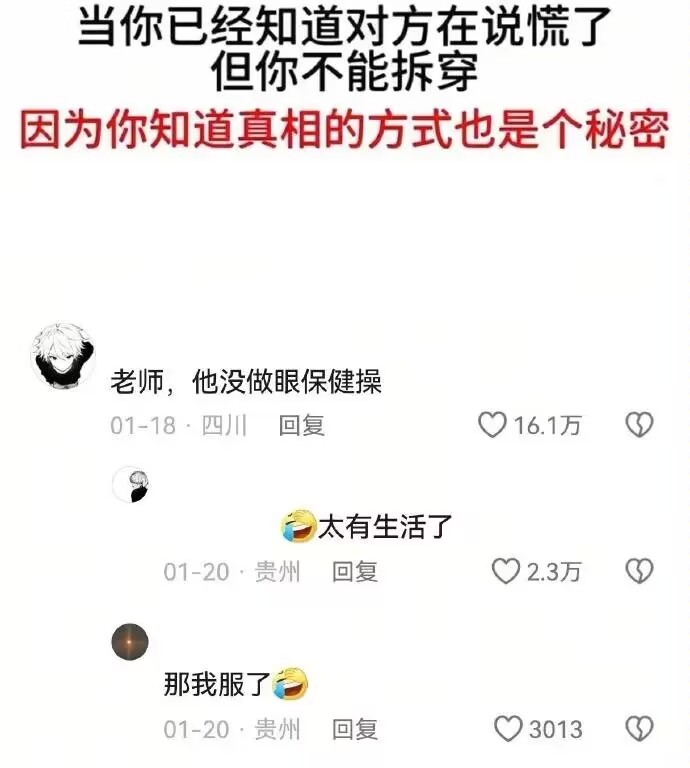 当你已经知道对方在说慌了
但你不能拆穿
因为你知道真相的方式也是个秘密
老师，他没做眼保健操
01-18 · 四川 回复 16.1万
太有生活了
01-20 · 贵州 回复 2.3万
那我服了
01-20 · 贵州 回复 3013